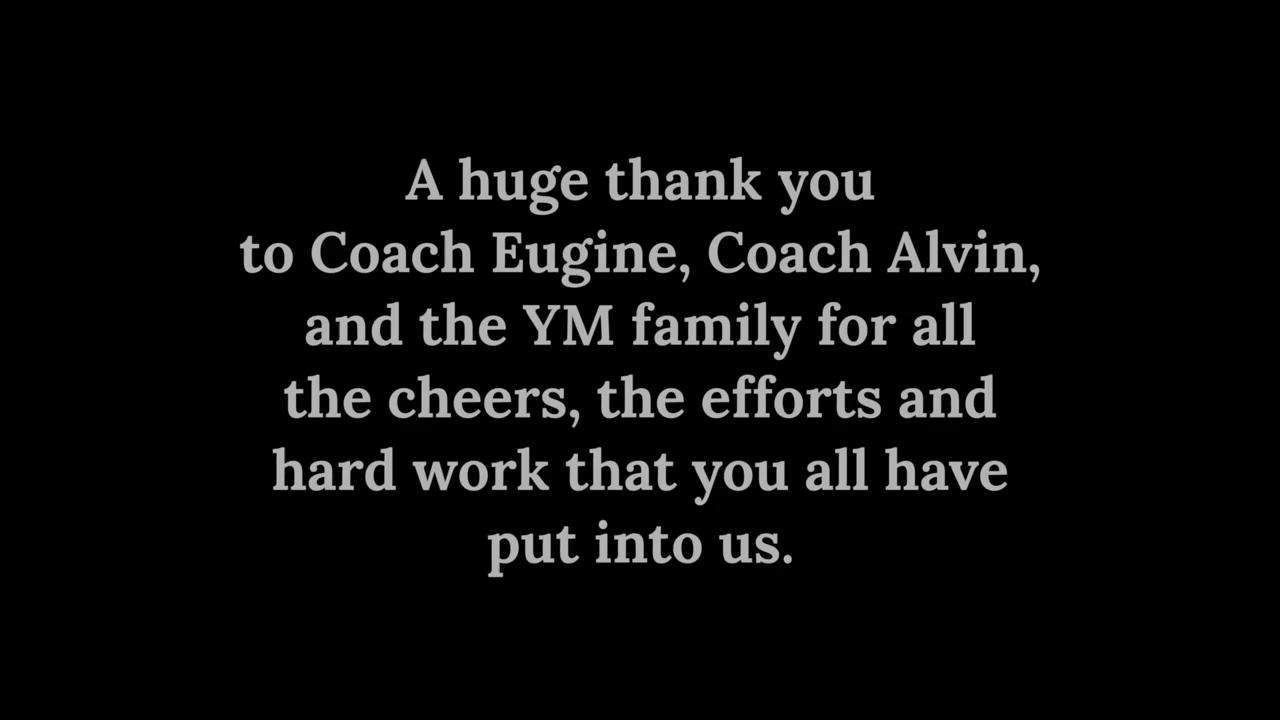 A huge thank you
to Coach Eugine, Coach Alvin,
and the YM family for all
the cheers, the efforts and
hard work that you all have
put into us.